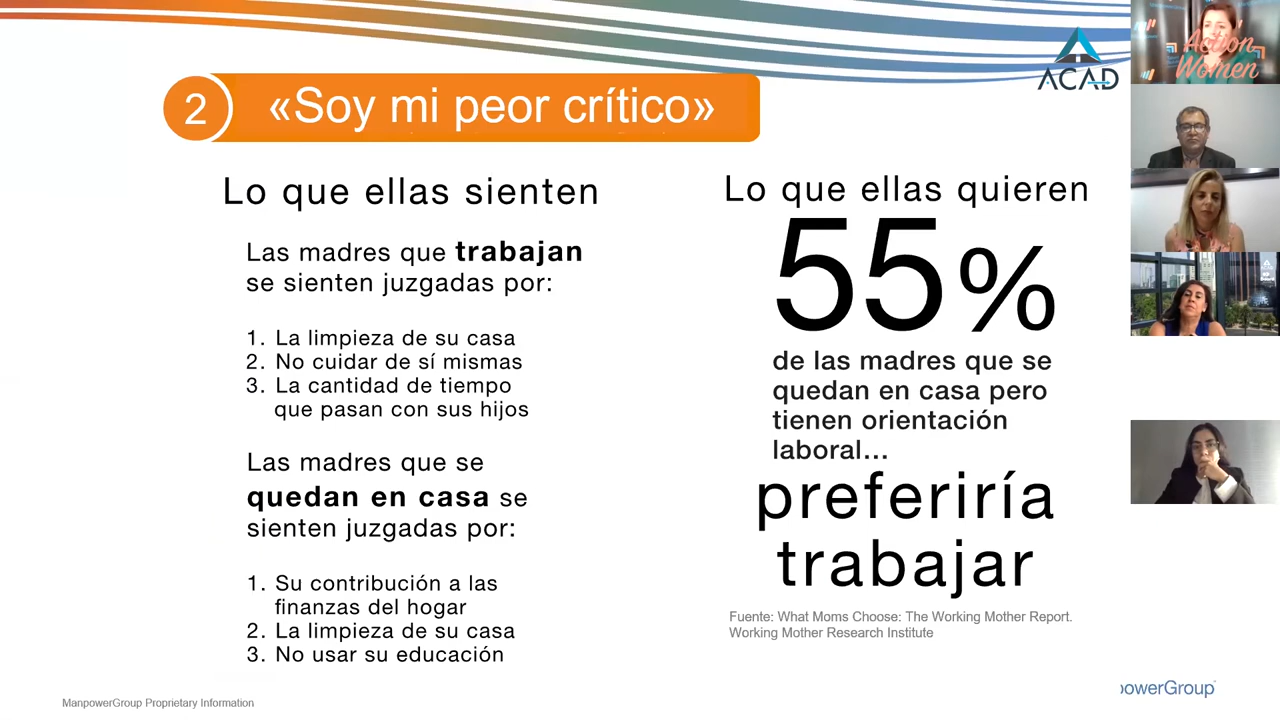 2
«Soy mi peor crítico»
ACAD
Action
Women
Lo que ellas sienten
Las madres que trabajan
se sienten juzgadas por:
1. La limpieza de su casa
2. No cuidar de sí mismas
3. La cantidad de tiempo
que pasan con sus hijos
Las madres que se
quedan en casa se
sienten juzgadas por:
1. Su contribución a las
finanzas del hogar
2. La limpieza de su casa
3. No usar su educación
Lo que ellas quieren
55%
de las madres que se
quedan en casa pero
tienen orientación
laboral...
preferiría
trabajar
Fuente: What Moms Choose: The Working Mother Report.
Working Mother Research Institute
ManpowerGroup Proprietary Information
powerGroup
ACAD